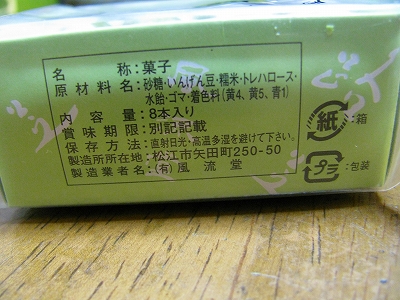 名称:菓子
原材料名:砂糖・いんげん豆・糯米・トレハロース・
水飴・ゴマ・着色料(黄4、黄5、青1)
内容量:8本入り
賞味期限:別記記載
保存方法:直射日光・高温多湿を避けて下さい。
製造所所在地:松江市矢田町250-50
製造業者名:(有)風流堂
紙:箱
プラ:包装